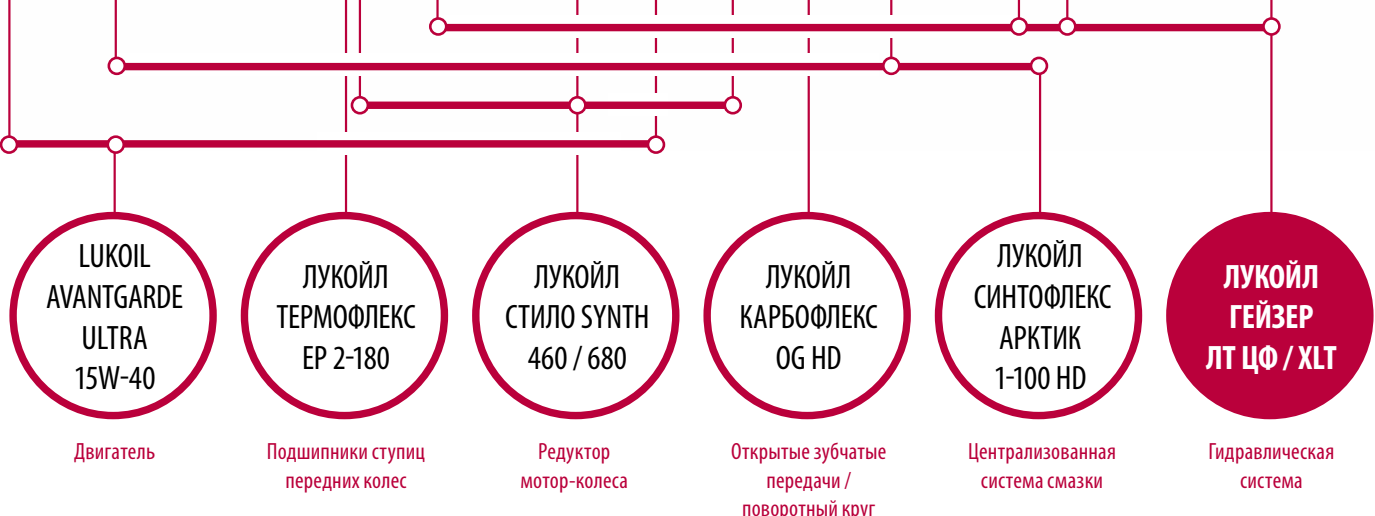 LUKOIL
AVANTGARDE
ULTRA
15W-40
ЛУКОЙЛ
ТЕРМОФЛЕКС
EP 2-180
ЛУКОЙЛ
СТИЛО SYNTH
460 / 680
ЛУКОЙЛ
КАРБОФЛЕКС
OG HD
ЛУКОЙЛ
СИНТОФЛЕКС
АРКТИК
1-100 HD
ЛУКОЙЛ
ГЕЙЗЕР
ЛТ ЦФ / XLT
Двигатель
Подшипники ступиц
передних колес
Редуктор
мотор-колеса
Открытые зубчатые
передачи /
поворотный круг
Централизованная
система смазки
Гидравлическая
система